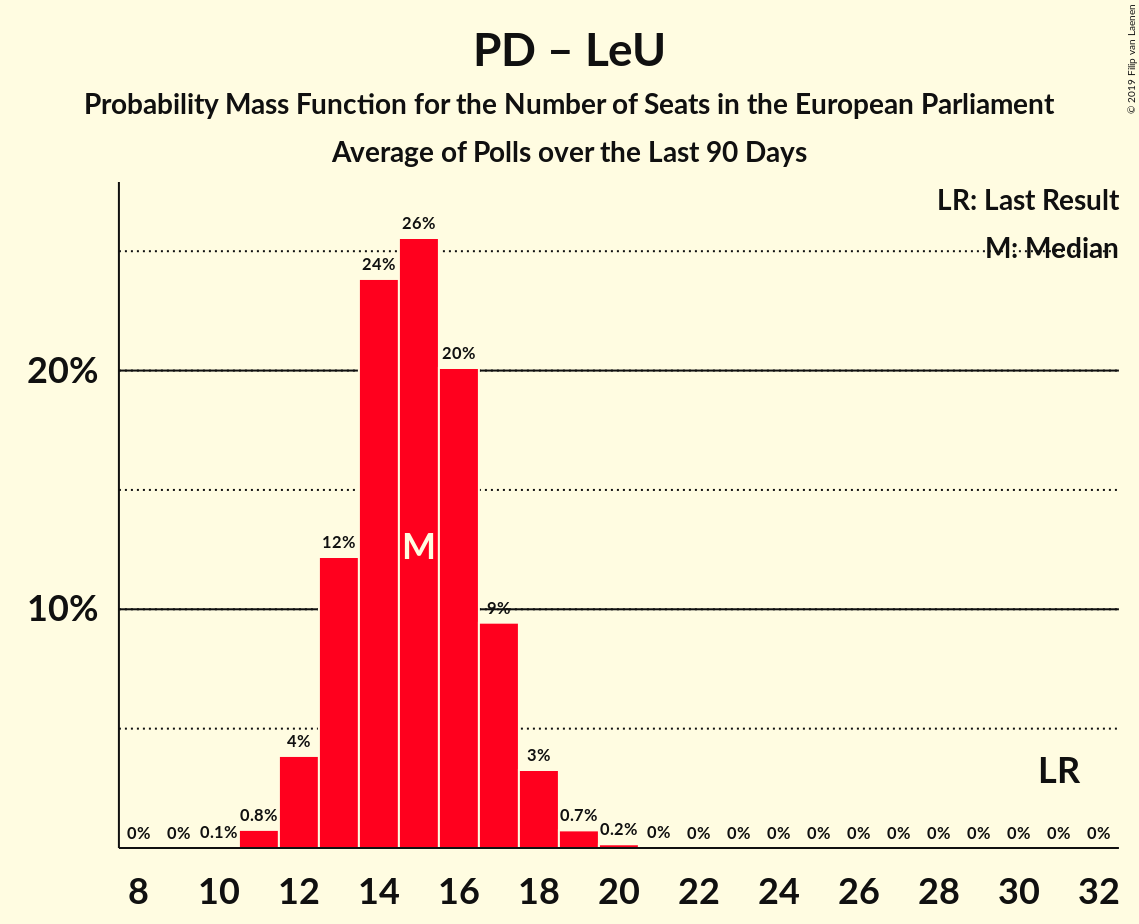 PD – LeU
Probability Mass Function for the Number of Seats in the European Parliament
Average of Polls over the Last 90 Days
© 2019 Filip van Laenen
LR: Last Result
M: Median
26%
24%
20%
20%
M
12%
10%
9%
LR
4%
3%
0% 0% 0.1% 0.8% 0.7% 0.2% 0% 0% 0% 0% 0% 0% 0% 0% 0% 0% 0% 0%
8 10 12 14 16 18 20 22 24 26 28 30 32